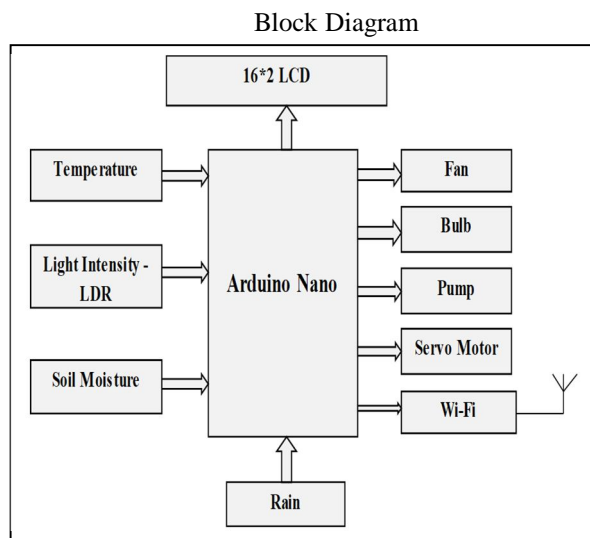 Block Diagram
16*2 LCD
Temperature
Fan
Bulb
Light Intensity -
LDR
Arduino Nano
Pump
Servo Motor
Soil Moisture
Wi-Fi
Rain